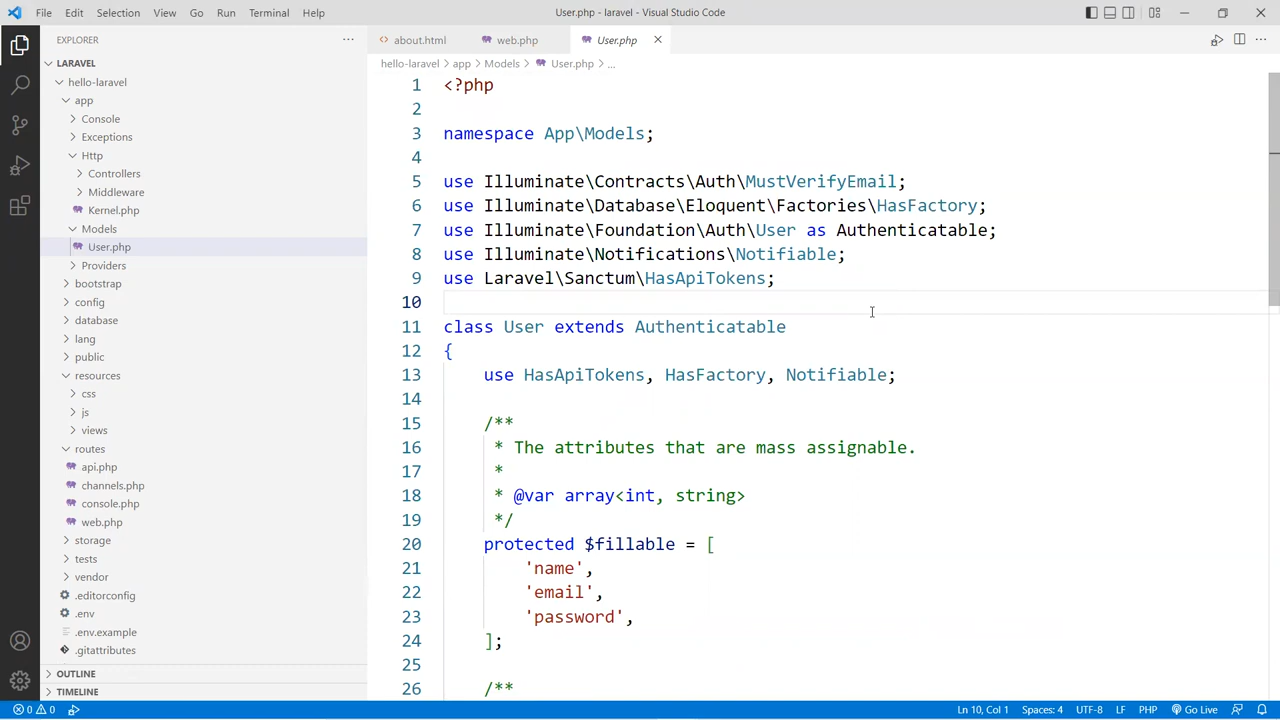 File Edit Selection View Go Run Terminal Help
User.php - laravel - Visual Studio Code
EXPLORER
LARAVEL
hello-laravel
app
Console
Exceptions
Http
Controllers
Middleware
Kernel.php
Models
User.php
Providers
bootstrap
config
database
lang
public
resources
css
js
views
routes
api.php
channels.php
console.php
web.php
storage
tests
vendor
.editorconfig
.env
.env.example
.gitattributes
OUTLINE
TIMELINE
about.html web.php User.php
hello-laravel > app > Models > User.php > ...
1 <?php
2
3 namespace App\Models;
4
5 use Illuminate\Contracts\Auth\MustVerifyEmail;
6 use Illuminate\Database\Eloquent\Factories\HasFactory;
7 use Illuminate\Foundation\Auth\User as Authenticatable;
8 use Illuminate\Notifications\Notifiable;
9 use Laravel\Sanctum\HasApiTokens;
10
11 class User extends Authenticatable
12 {
13 use HasApiTokens, HasFactory, Notifiable;
14
15 /**
16 * The attributes that are mass assignable.
17 *
18 * @var array<int, string>
19 */
20 protected $fillable = [
21 'name',
22 'email',
23 'password',
24 ];
25
26 /**
0 0 Ln 10, Col 1 Spaces: 4 UTF-8 LF PHP Go Live